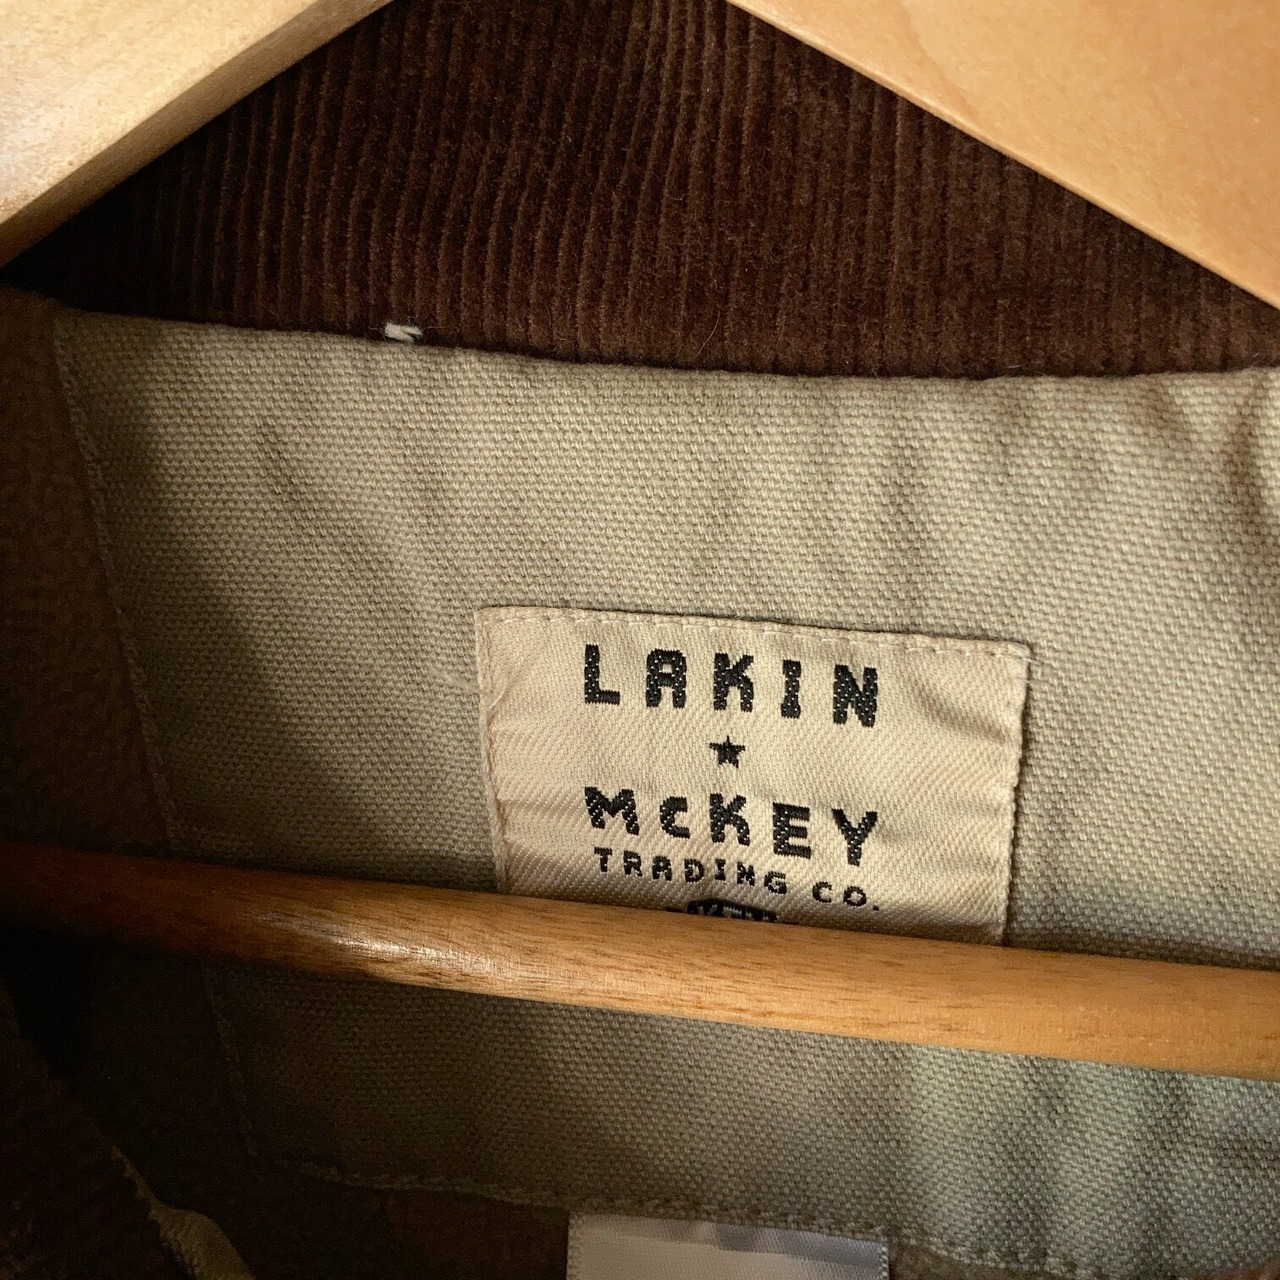 LAKIN
★
McKEY
TRADING CO.